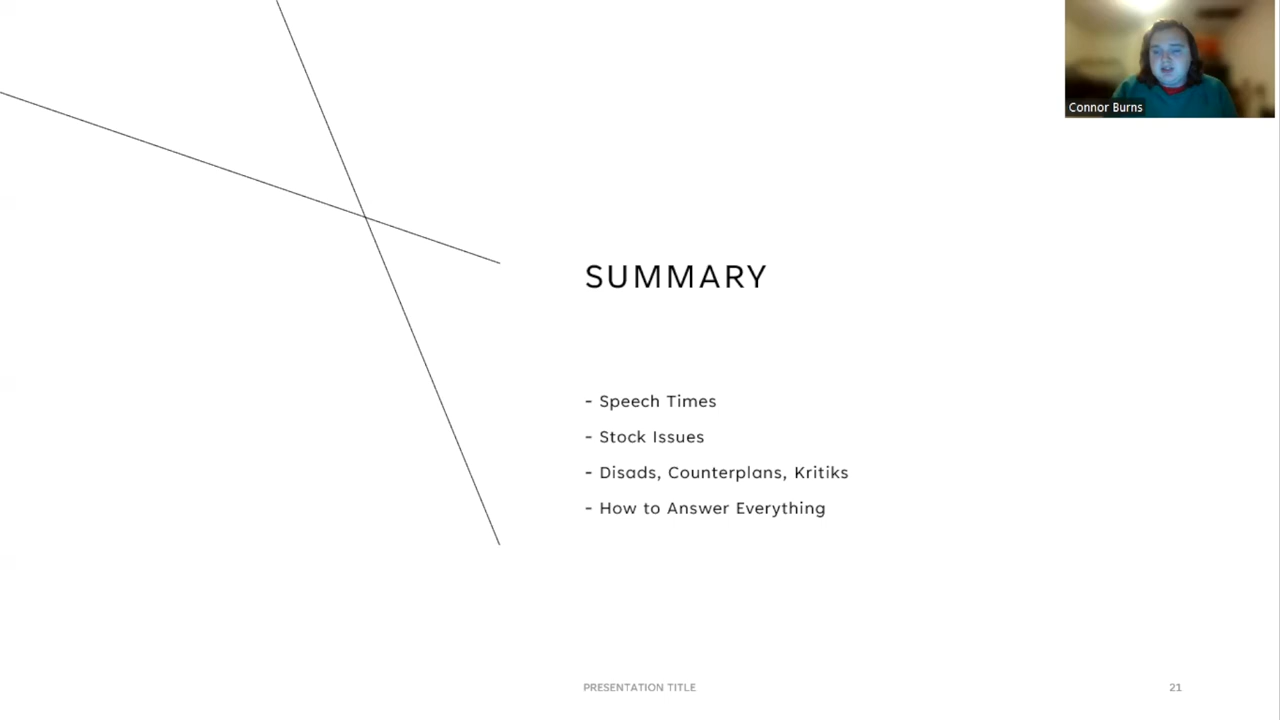 Connor Burns
SUMMARY
- Speech Times
- Stock Issues
- Disads, Counterplans, Kritiks
- How to Answer Everything
PRESENTATION TITLE
21